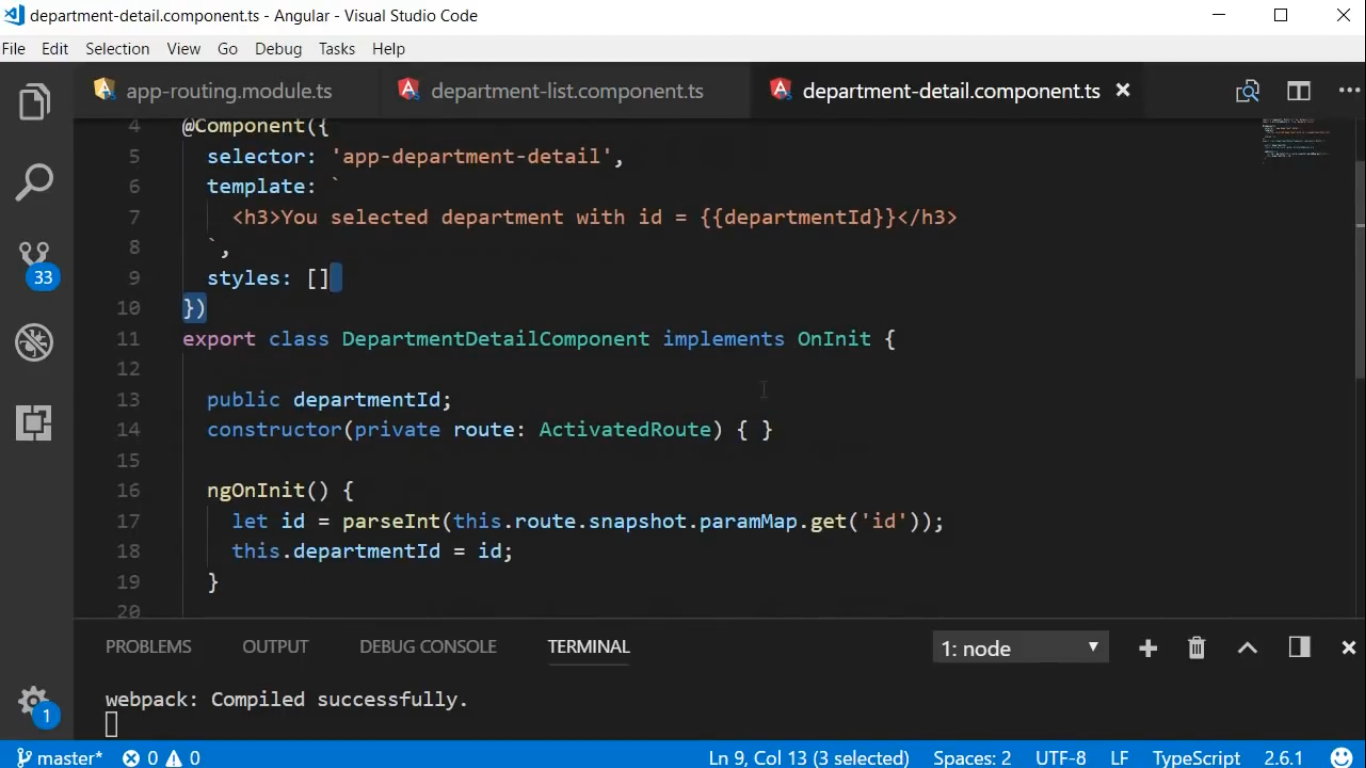 department-detail.component.ts - Angular - Visual Studio Code
File Edit Selection View Go Debug Tasks Help
app-routing.module.ts department-list.component.ts department-detail.component.ts
4 @Component({
5 selector: 'app-department-detail',
6 template: `
7 <h3>You selected department with id = {{departmentId}}</h3>
8 `,
9 styles: []
10 })
11 export class DepartmentDetailComponent implements OnInit {
12
13 public departmentId;
14 constructor(private route: ActivatedRoute) { }
15
16 ngOnInit() {
17 let id = parseInt(this.route.snapshot.paramMap.get('id'));
18 this.departmentId = id;
19 }
20
33
1
PROBLEMS OUTPUT DEBUG CONSOLE TERMINAL 1: node
webpack: Compiled successfully.
master* 0 0 Ln 9, Col 13 (3 selected) Spaces: 2 UTF-8 LF TypeScript 2.6.1